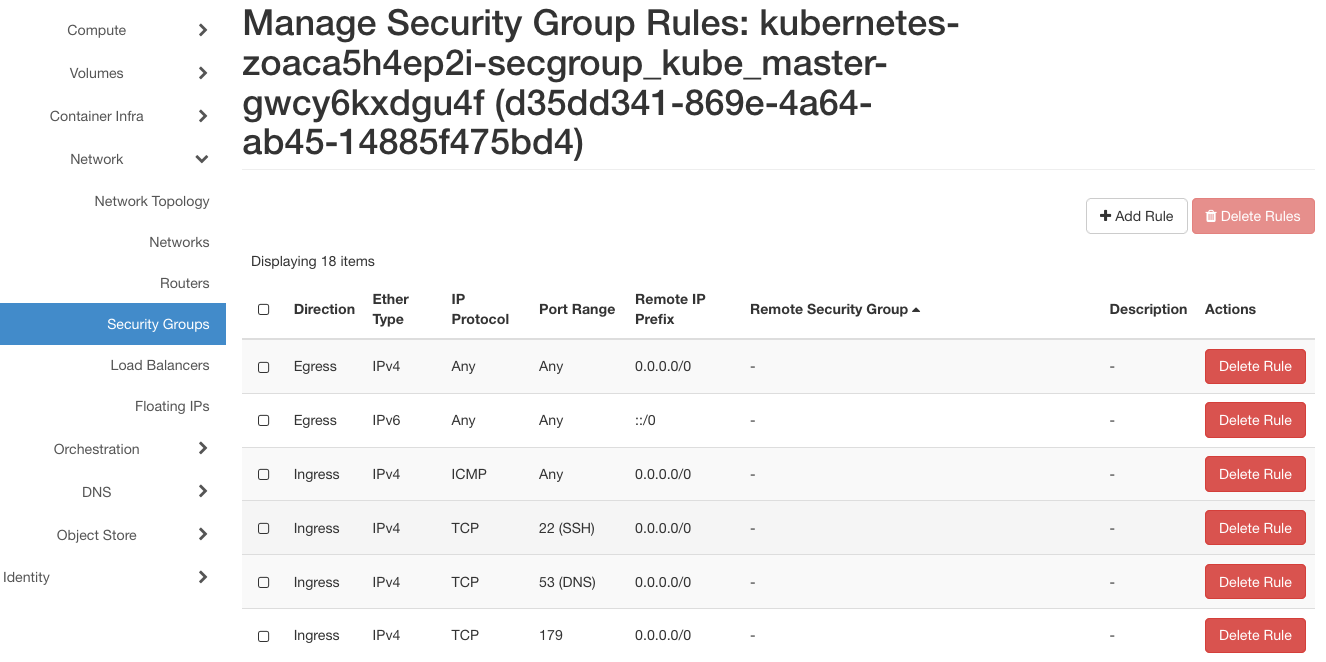 Compute
Volumes
Container Infra
Network
Network Topology
Networks
Routers
Security Groups
Load Balancers
Floating IPs
Orchestration
DNS
Object Store
Identity
Manage Security Group Rules: kubernetes-
zoaca5h4ep2i-secgroup_kube_master-
gwcy6kxdgu4f (d35dd341-869e-4a64-
ab45-14885f475bd4)
Add Rule Delete Rules
Displaying 18 items
Direction Ether Type IP Protocol Port Range Remote IP Prefix Remote Security Group Description Actions
Egress IPv4 Any Any 0.0.0.0/0 - - Delete Rule
Egress IPv6 Any Any ::/0 - - Delete Rule
Ingress IPv4 ICMP Any 0.0.0.0/0 - - Delete Rule
Ingress IPv4 TCP 22 (SSH) 0.0.0.0/0 - - Delete Rule
Ingress IPv4 TCP 53 (DNS) 0.0.0.0/0 - - Delete Rule
Ingress IPv4 TCP 179 0.0.0.0/0 - - Delete Rule